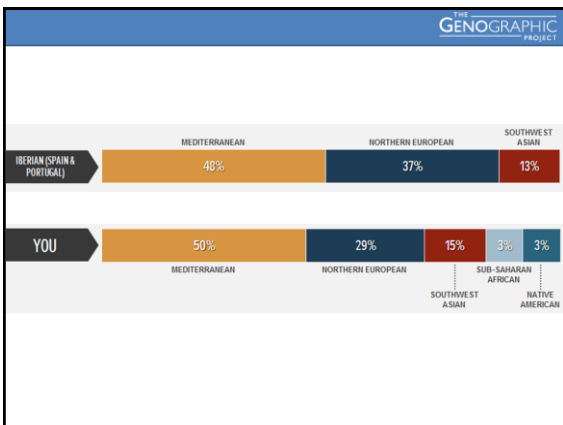 THE
GENOGRAPHIC
PROJECT
MEDITERRANEAN
NORTHERN EUROPEAN
SOUTHWEST
ASIAN
IBERIAN (SPAIN &
PORTUGAL)
48%
37%
13%
YOU
50%
29%
15%
3%
3%
MEDITERRANEAN
NORTHERN EUROPEAN
SOUTHWEST
ASIAN
SUB-SAHARAN
AFRICAN
NATIVE
AMERICAN